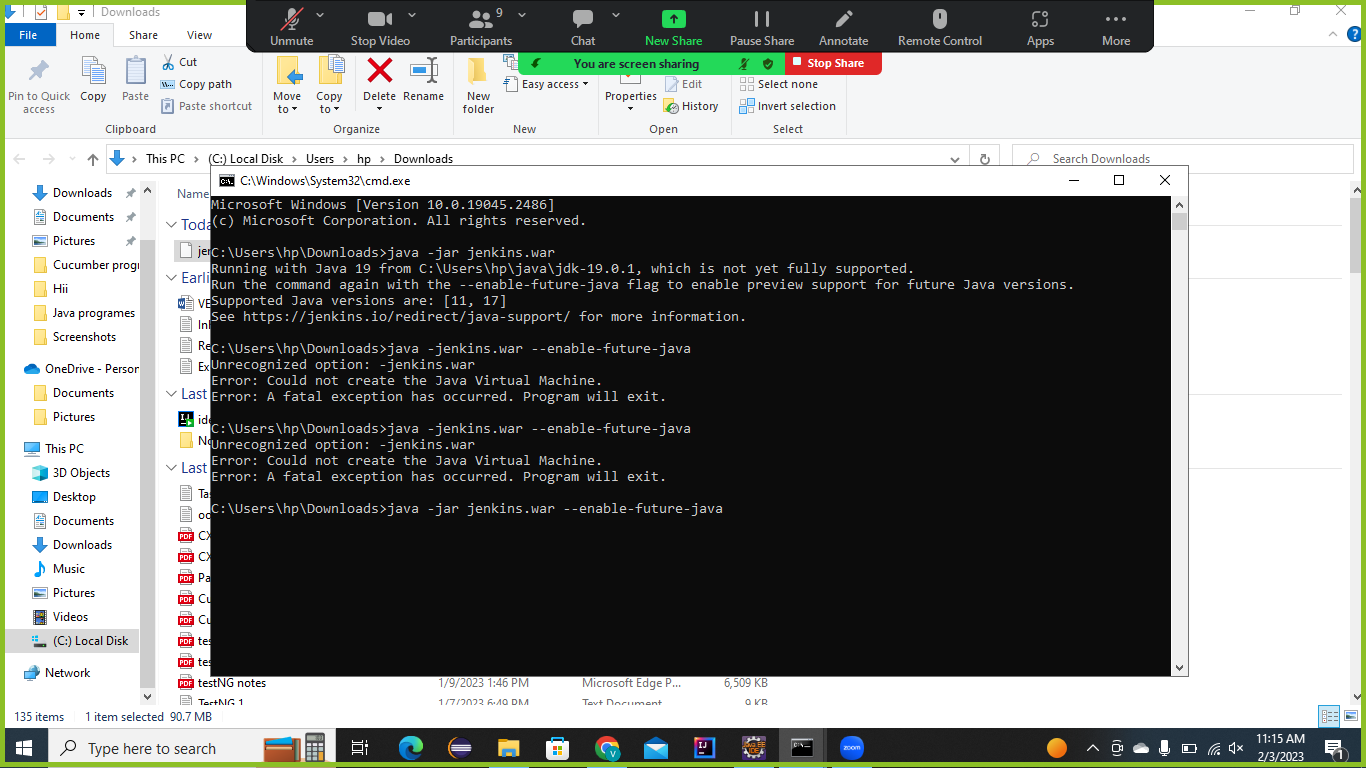 Downloads
Unmute
Stop Video
9
Participants
Chat
New Share
Pause Share
Annotate
Remote Control
Apps
More
You are screen sharing
Stop Share
File
Home
Share
View
Pin to Quick access
Copy
Paste
Cut
Copy path
Paste shortcut
Clipboard
Move to
Copy to
Delete
Rename
Organize
New folder
Easy access
New
Properties
Edit
History
Open
Select none
Invert selection
Select
This PC > (C:) Local Disk > Users > hp > Downloads
Search Downloads
Downloads
Documents
Pictures
Cucumber progr
Hii
Java programes
Screenshots
OneDrive - Person
Documents
Pictures
This PC
3D Objects
Desktop
Documents
Downloads
Music
Pictures
Videos
(C:) Local Disk
Network
Name
Toda
jer
Earli
VE
Re
Ex
Last
ide
No
Last
Ta
CX
CX
Pa
Cu
Cu
tes
tes
testNG notes 1/9/2023 1:46 PM Microsoft Edge P... 6,509 KB
TestNG 1 1/7/2023 6:49 PM Text Document 9 KB
C:\Windows\System32\cmd.exe
Microsoft Windows [Version 10.0.19045.2486]
(c) Microsoft Corporation. All rights reserved.
C:\Users\hp\Downloads>java -jar jenkins.war
Running with Java 19 from C:\Users\hp\java\jdk-19.0.1, which is not yet fully supported.
Run the command again with the --enable-future-java flag to enable preview support for future Java versions.
Supported Java versions are: [11, 17]
See https://jenkins.io/redirect/java-support/ for more information.
C:\Users\hp\Downloads>java -jenkins.war --enable-future-java
Unrecognized option: -jenkins.war
Error: Could not create the Java Virtual Machine.
Error: A fatal exception has occurred. Program will exit.
C:\Users\hp\Downloads>java -jenkins.war --enable-future-java
Unrecognized option: -jenkins.war
Error: Could not create the Java Virtual Machine.
Error: A fatal exception has occurred. Program will exit.
C:\Users\hp\Downloads>java -jar jenkins.war --enable-future-java
135 items
1 item selected 90.7 MB
Type here to search
zoom
11:15 AM
2/3/2023
1